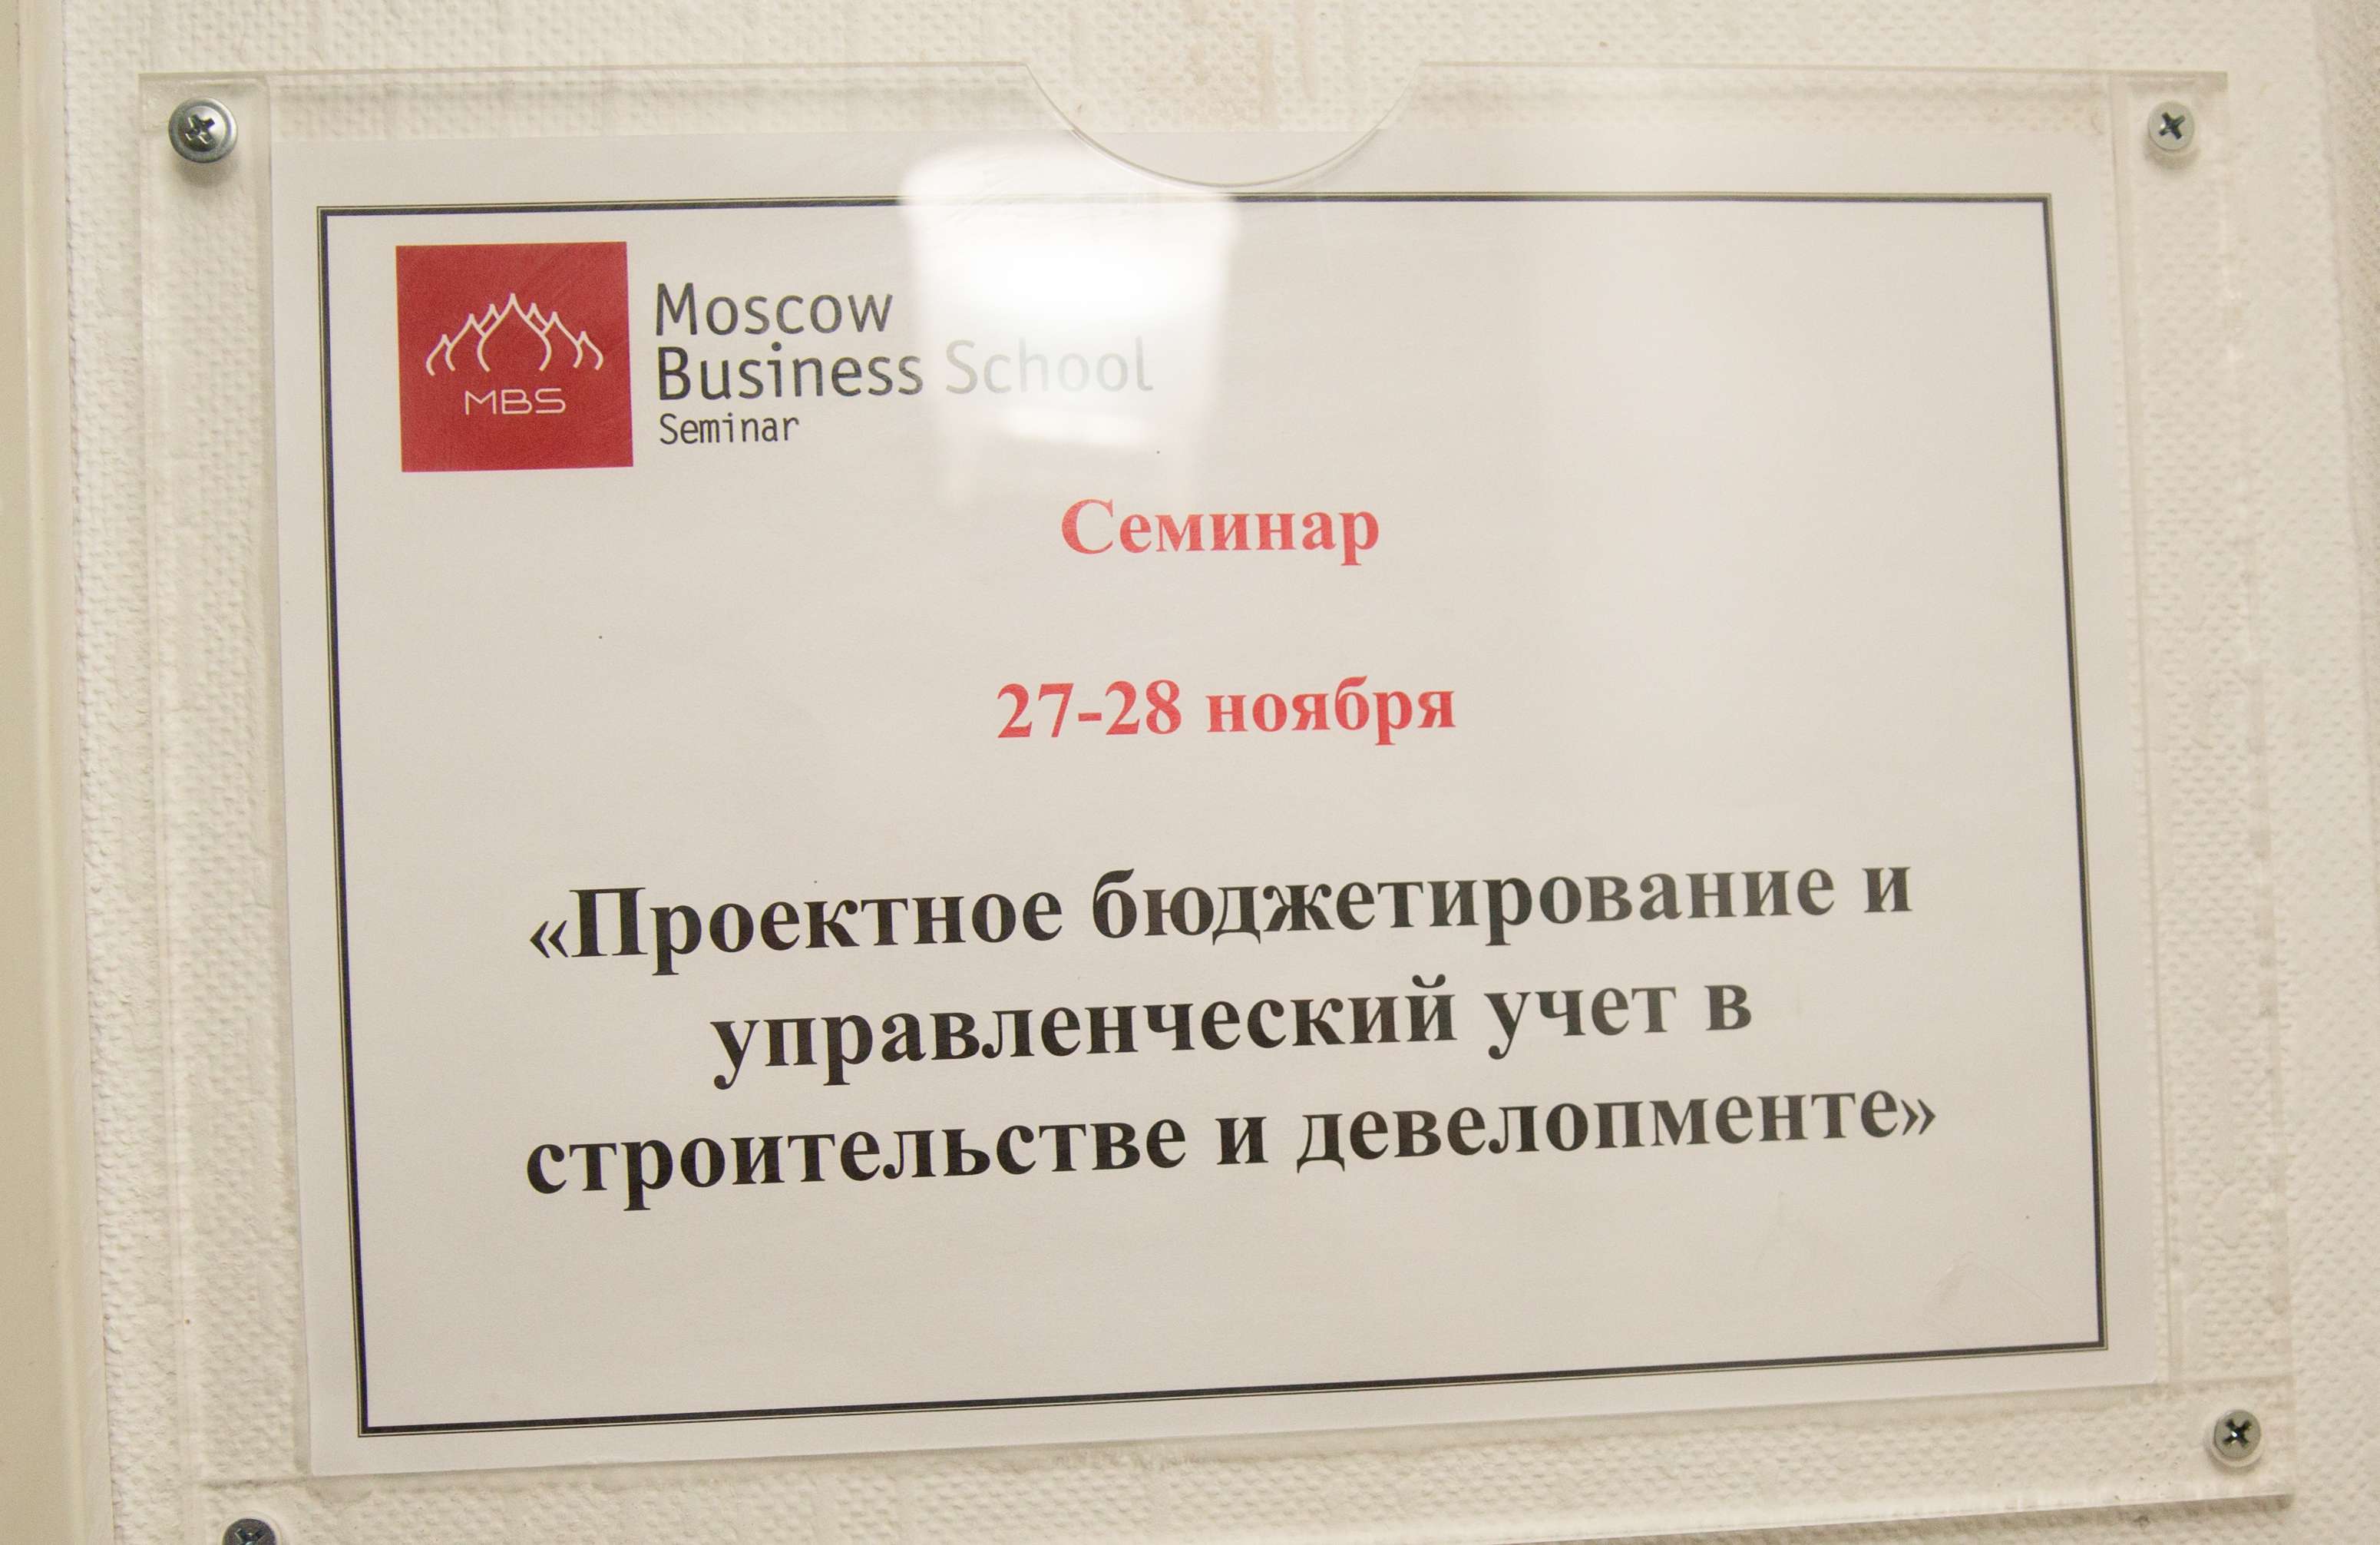 MBS
Moscow
Business School
Seminar
Семинар
27-28 ноября
«Проектное бюджетирование и
управленческий учет в
строительстве и девелопменте»